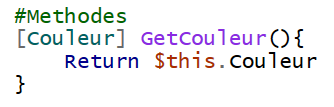 #Methodes
[Couleur] GetCouleur(){
    Return $this.Couleur
}